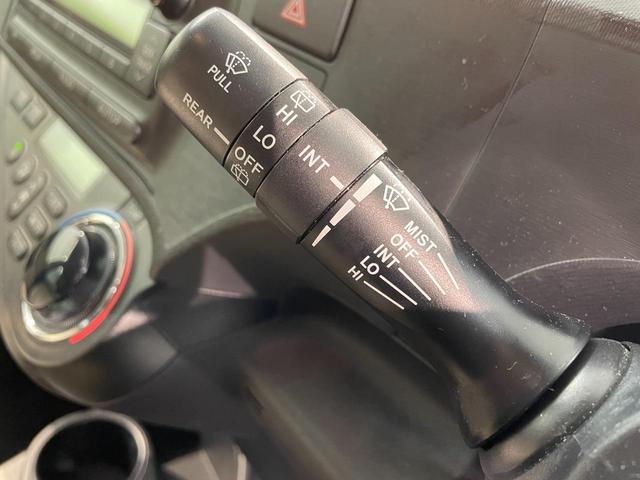 PULL
REAR
HI
LO
OFF
INT
MIST
OFF
INT
LO
HI